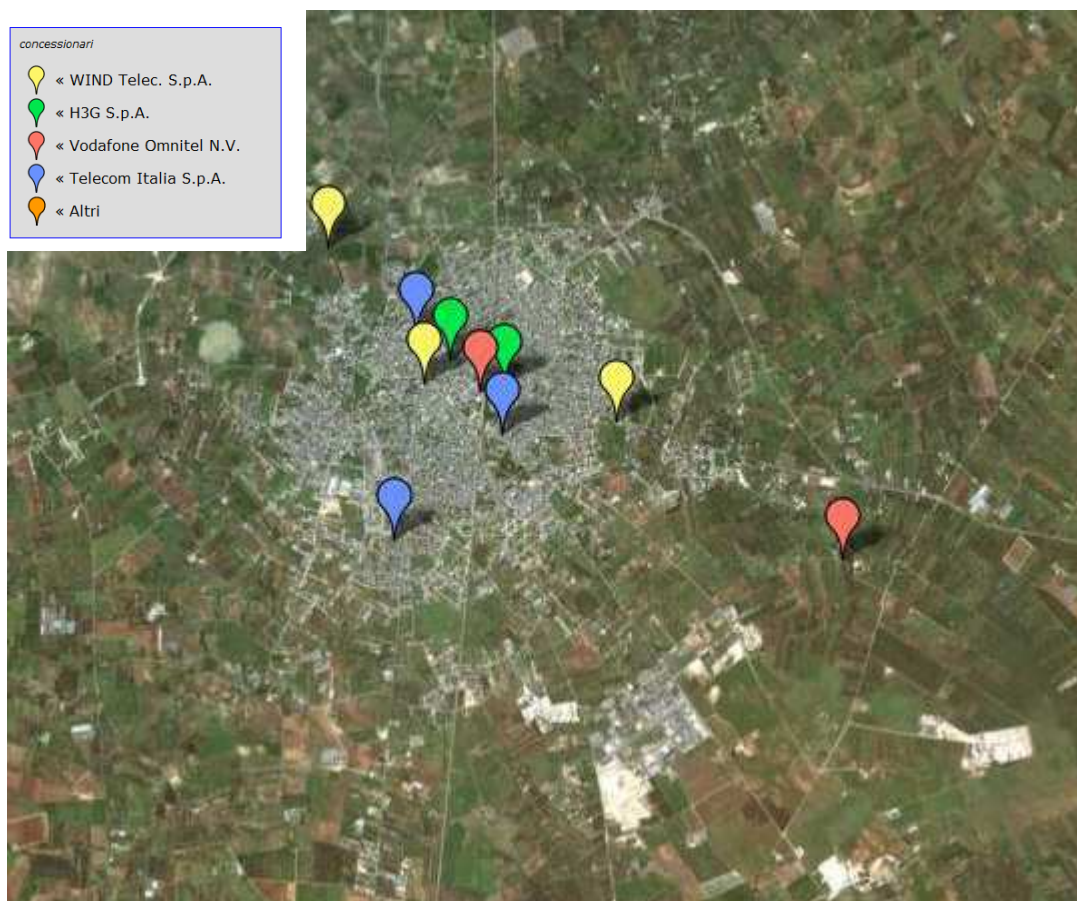 concessionari
« WIND Telec. S.p.A.
« H3G S.p.A.
« Vodafone Omnitel N.V.
« Telecom Italia S.p.A.
« Altri